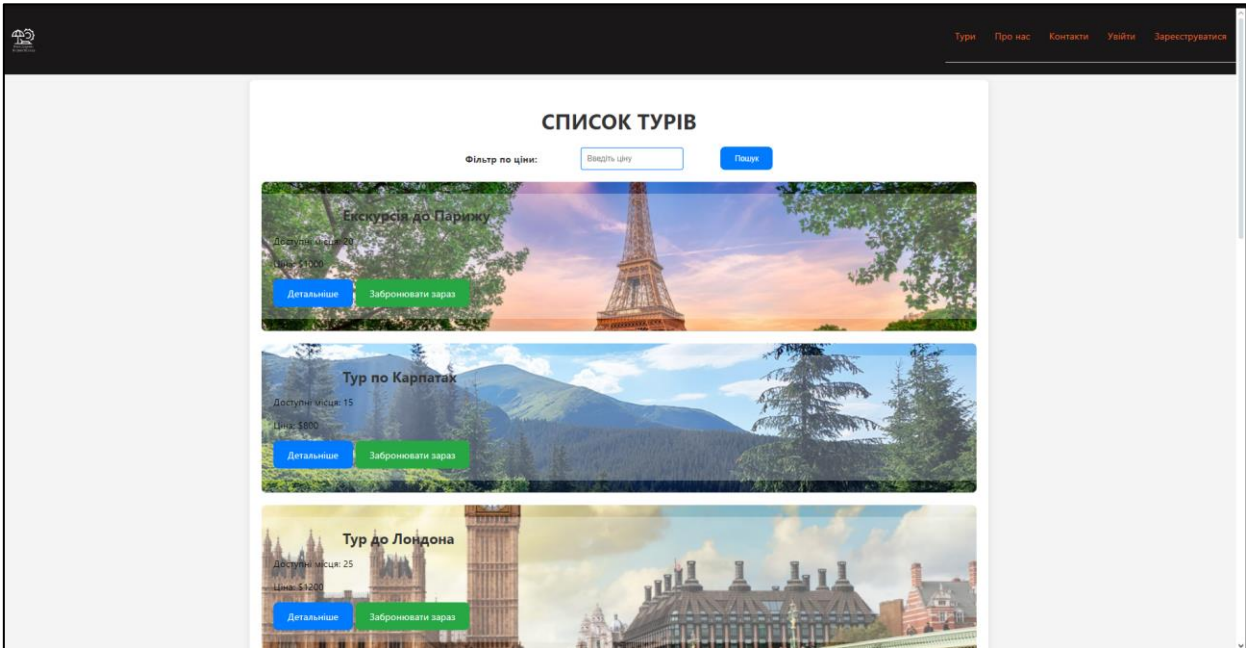 Тури Про нас Контакти Увійти Зареєструватися
СПИСОК ТУРІВ
Фільтр по ціни: Введіть ціну Пошук
Екскурсія до Парижу
Доступні місця: 20
Ціна: $1000
Детальніше Забронювати зараз
Тур по Карпатах
Доступні місця: 15
Ціна: $800
Детальніше Забронювати зараз
Тур до Лондона
Доступні місця: 25
Ціна: $1200
Детальніше Забронювати зараз